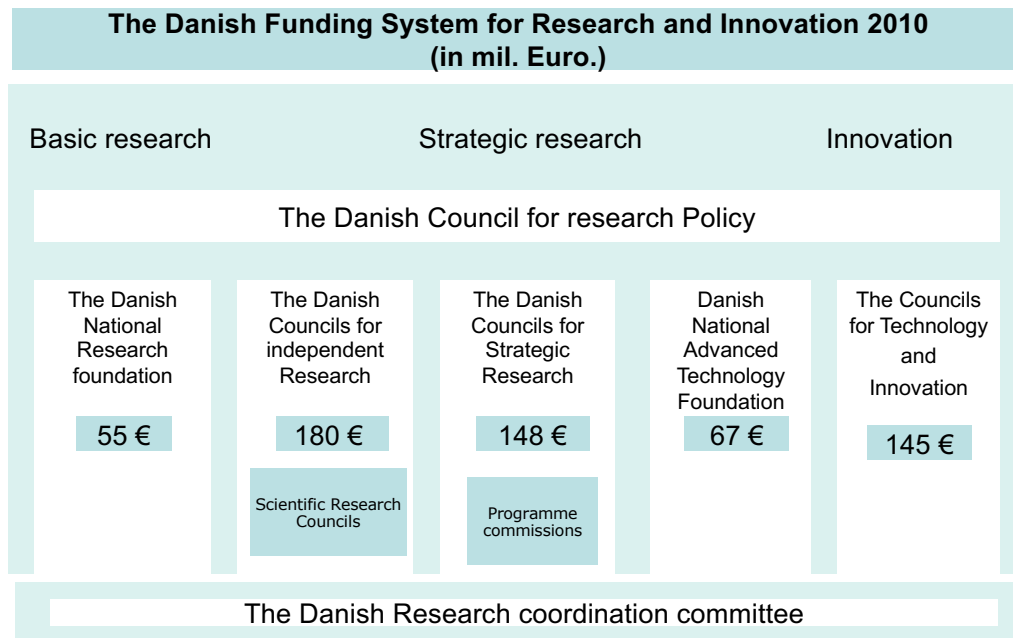 The Danish Funding System for Research and Innovation 2010
(in mil. Euro.)
Basic research
Strategic research
Innovation
The Danish Council for research Policy
The Danish
National
Research
foundation
55 €
The Danish
Councils for
independent
Research
180 €
Scientific Research
Councils
The Danish
Councils for
Strategic
Research
148 €
Programme
commissions
Danish
National
Advanced
Technology
Foundation
67 €
The Councils
for Technology
and
Innovation
145 €
The Danish Research coordination committee